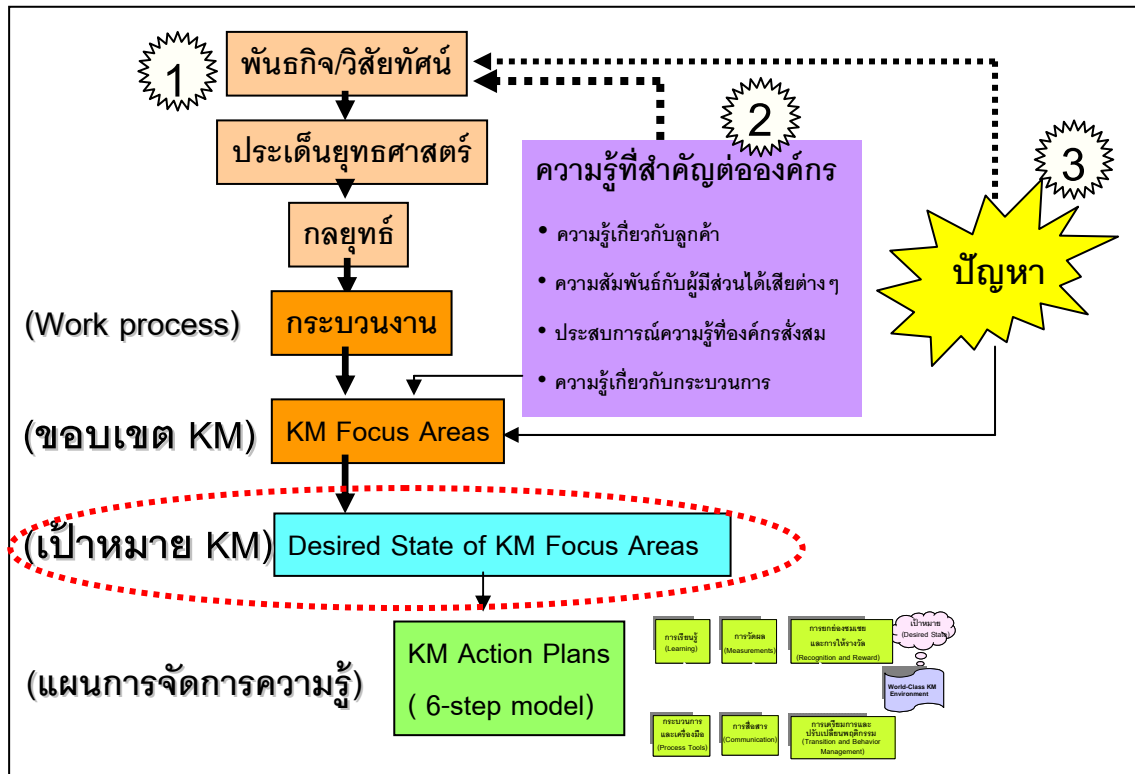 1
พันธกิจ/วิสัยทัศน์
ประเด็นยุทธศาสตร์
กลยุทธ์
(Work process)
กระบวนงาน
(ขอบเขต KM)
KM Focus Areas
2
ความรู้ที่สำคัญต่อองค์กร
• ความรู้เกี่ยวกับลูกค้า
• ความสัมพันธ์กับผู้มีส่วนได้เสียต่างๆ
• ประสบการณ์ความรู้ที่องค์กรสั่งสม
• ความรู้เกี่ยวกับกระบวนการ
3
ปัญหา
(เป้าหมาย KM)
Desired State of KM Focus Areas
(แผนการจัดการความรู้)
KM Action Plans
( 6-step model)
การเรียนรู้
(Learning)
การวัดผล
(Measurements)
การยกย่องชมเชย
และการให้รางวัล
(Recognition and Reward)
เป้าหมาย
(Desired State)
World-Class KM
Environment
กระบวนการ
และเครื่องมือ
(Process Tools)
การสื่อสาร
(Communication)
การเตรียมการและ
ปรับเปลี่ยนพฤติกรรม
(Transition and Behavior
Management)